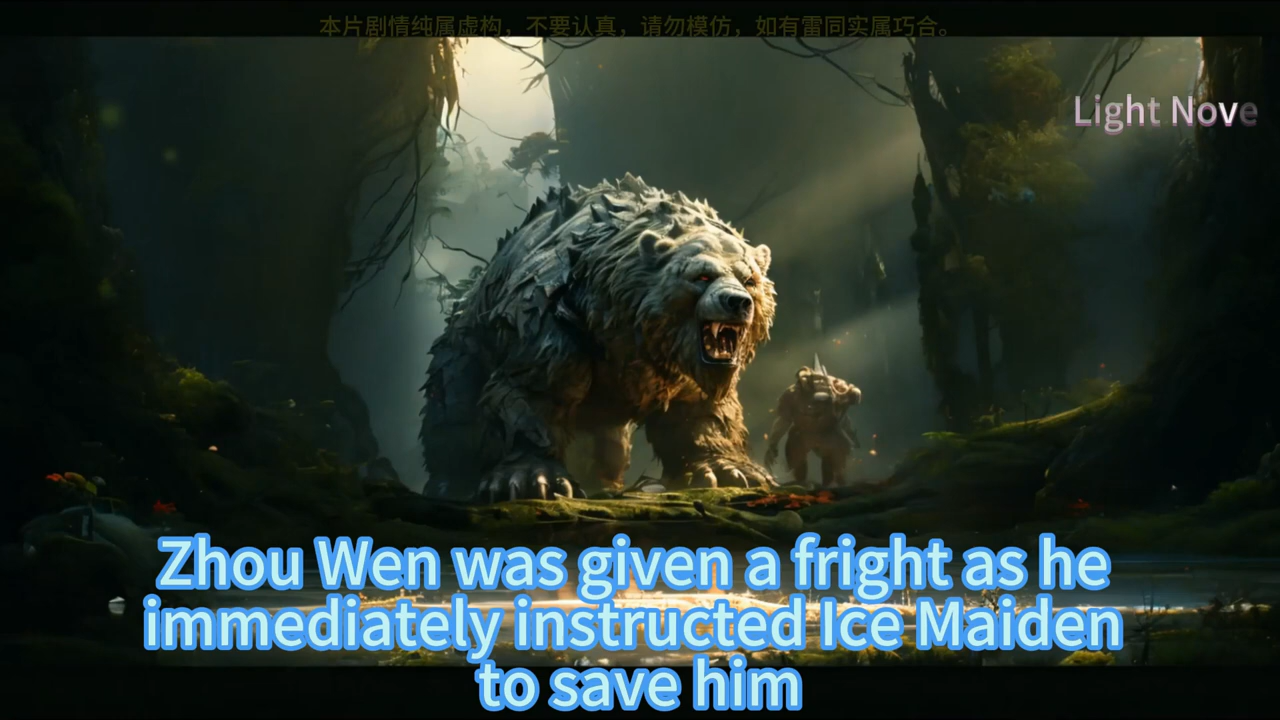 本片剧情纯属虚构，不要认真，请勿模仿，如有雷同实属巧合。
Light Nove
Zhou Wen was given a fright as he
immediately instructed Ice Maiden
to save him